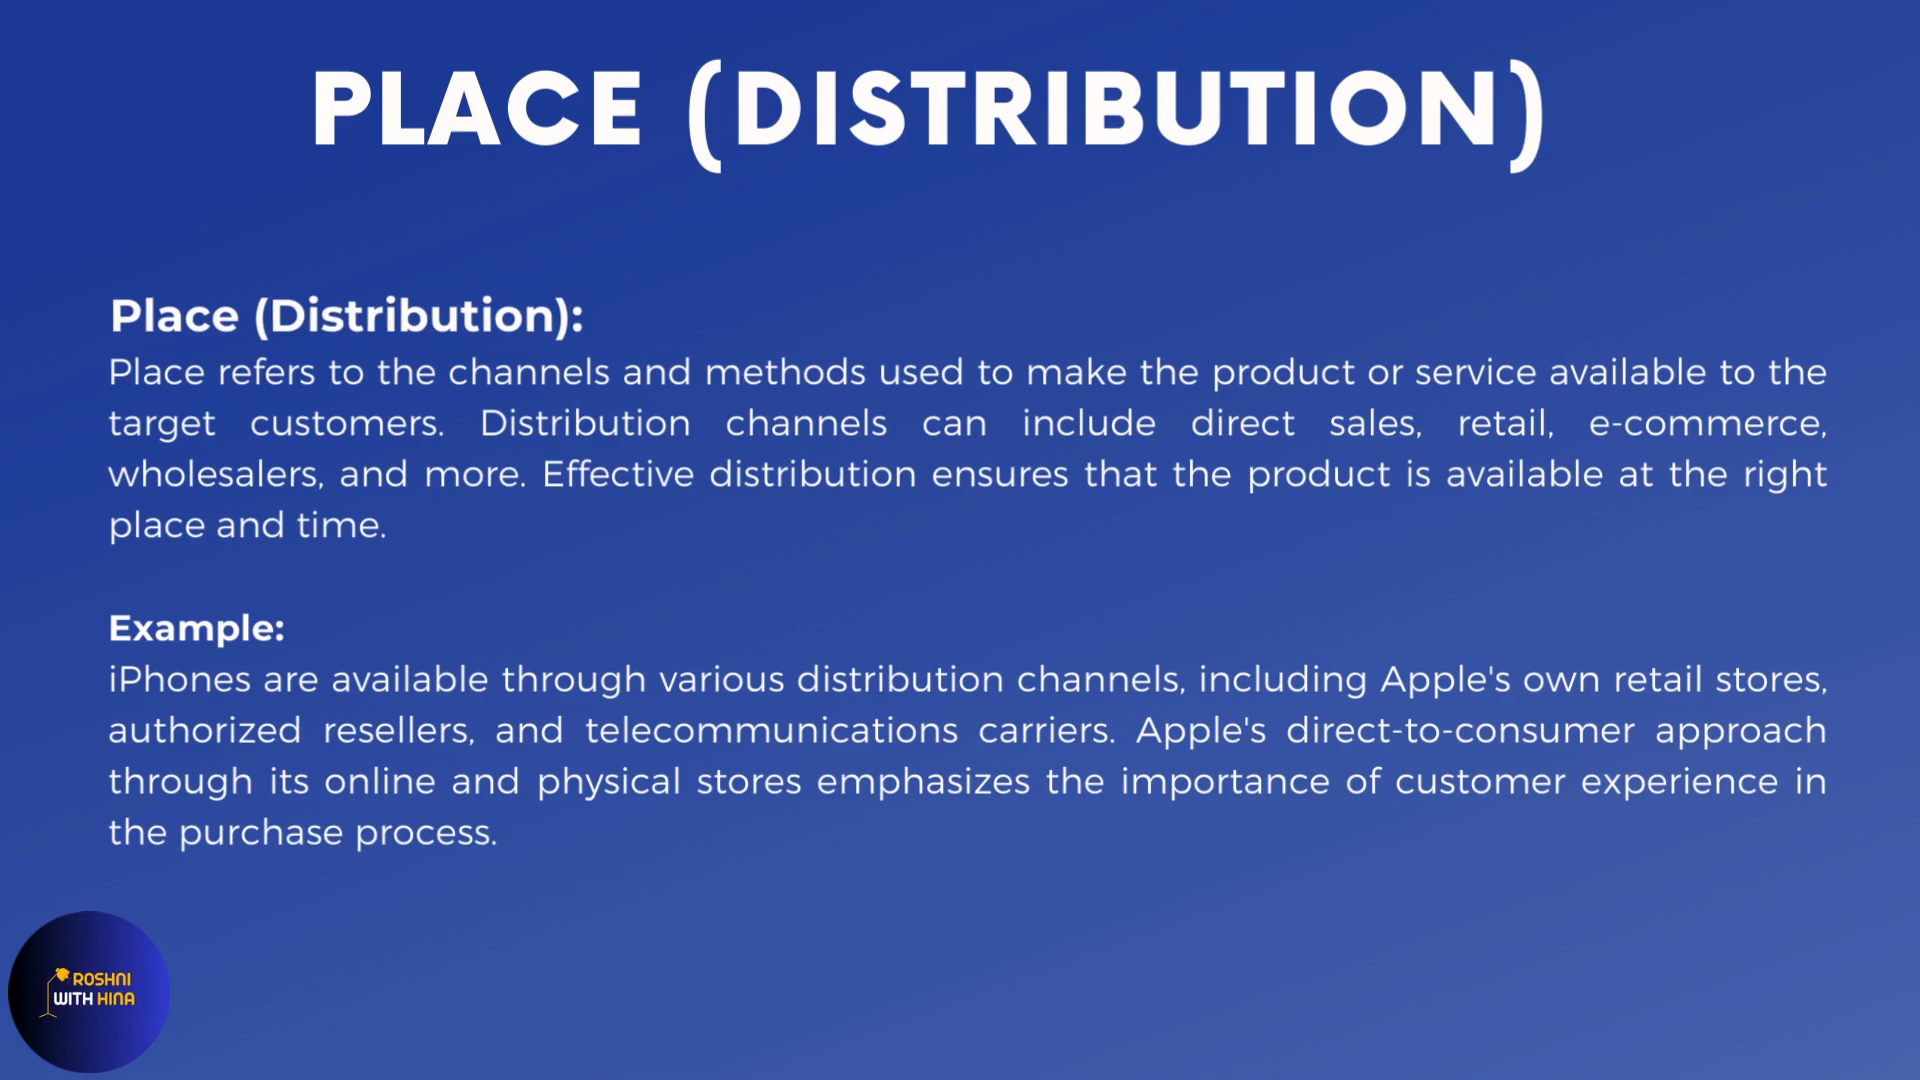 PLACE (DISTRIBUTION)
Place (Distribution):
Place refers to the channels and methods used to make the product or service available to the
target customers. Distribution channels can include direct sales, retail, e-commerce,
wholesalers, and more. Effective distribution ensures that the product is available at the right
place and time.
Example:
iPhones are available through various distribution channels, including Apple's own retail stores,
authorized resellers, and telecommunications carriers. Apple's direct-to-consumer approach
through its online and physical stores emphasizes the importance of customer experience in
the purchase process.
ROSHNI
WITH HINA